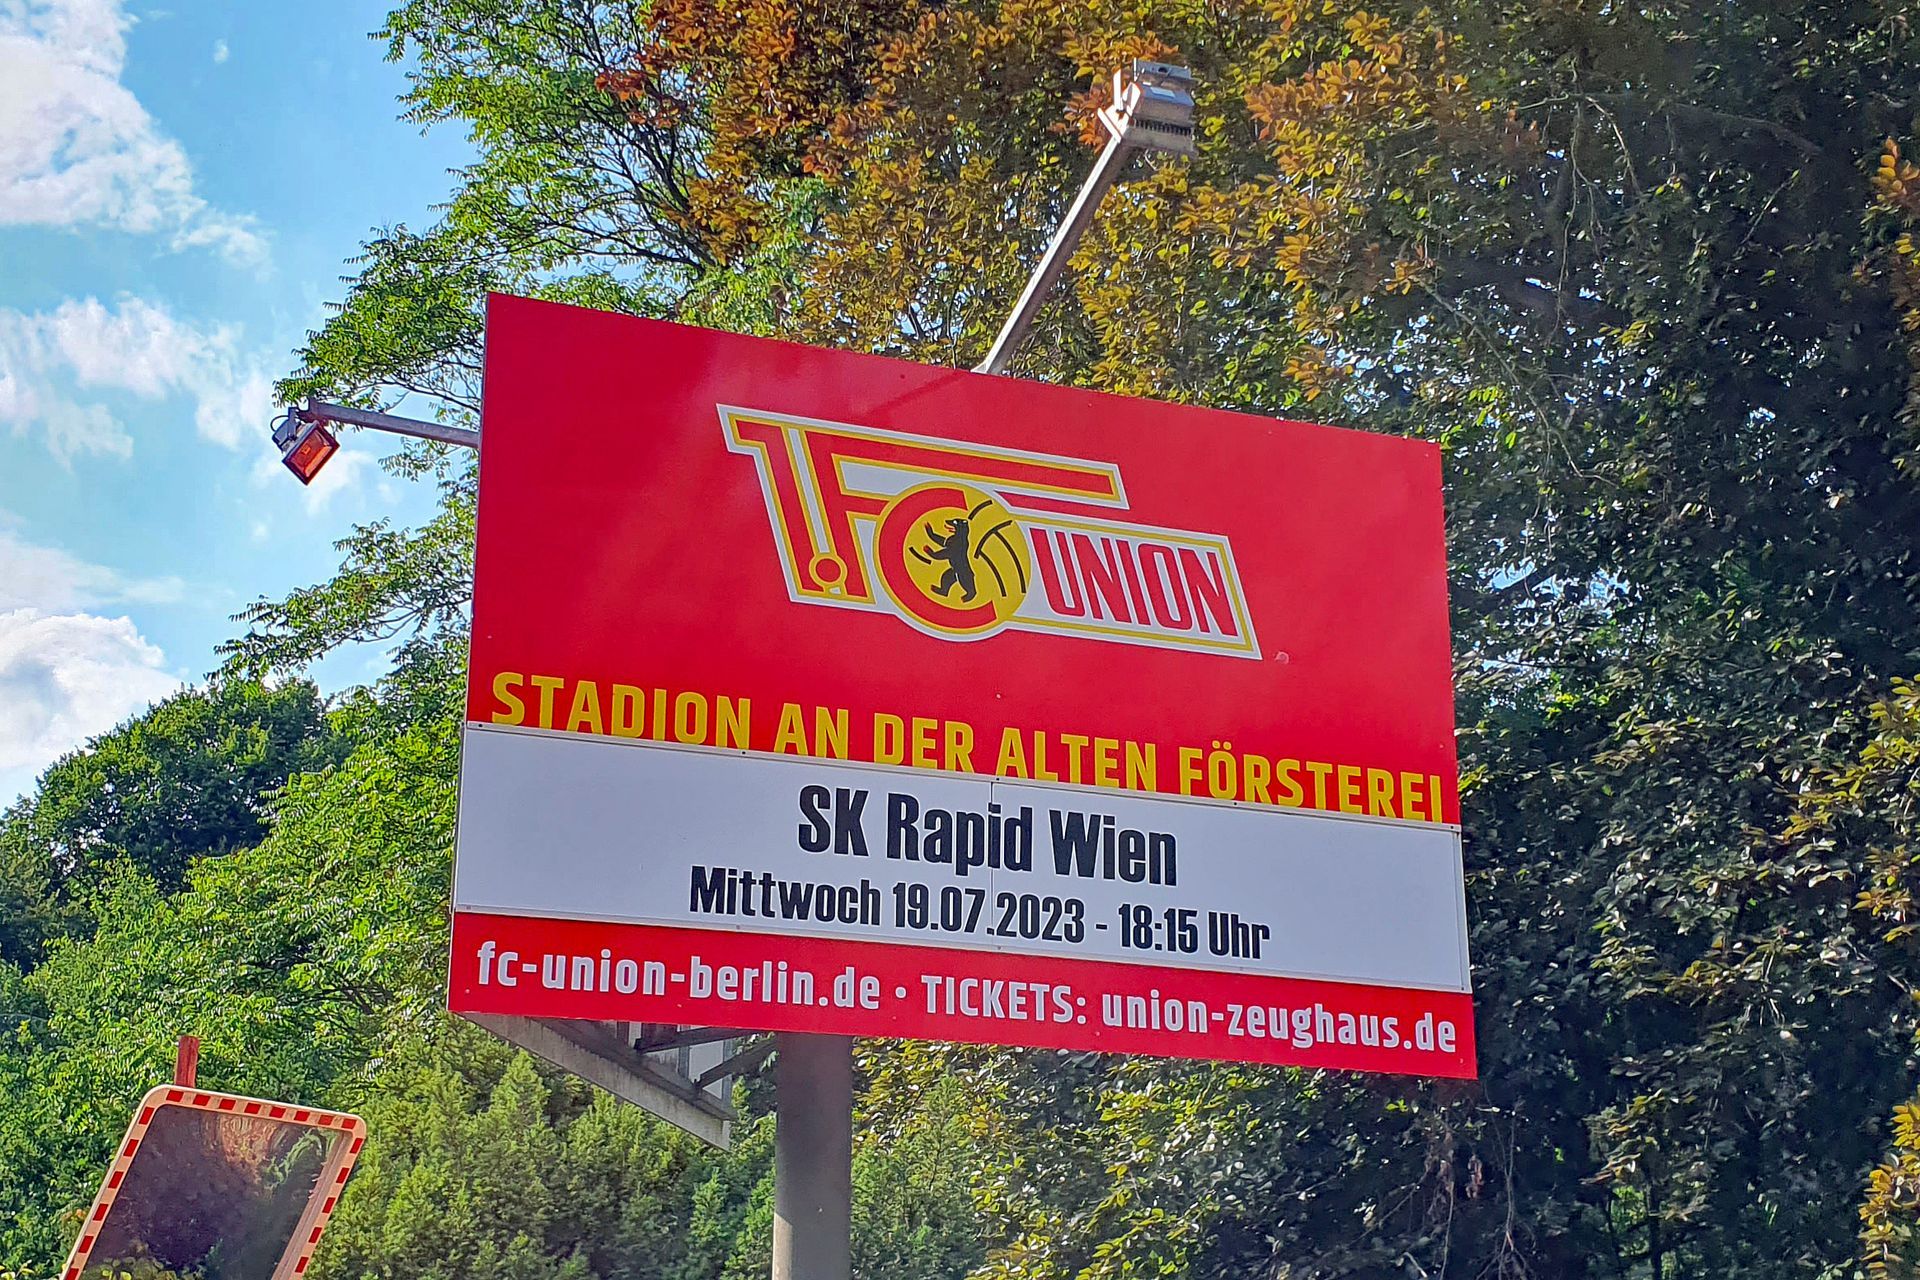 1. FC UNION
STADION AN DER ALTEN FÖRSTEREI
SK Rapid Wien
Mittwoch 19.07.2023 - 18:15 Uhr
fc-union-berlin.de · TICKETS: union-zeughaus.de